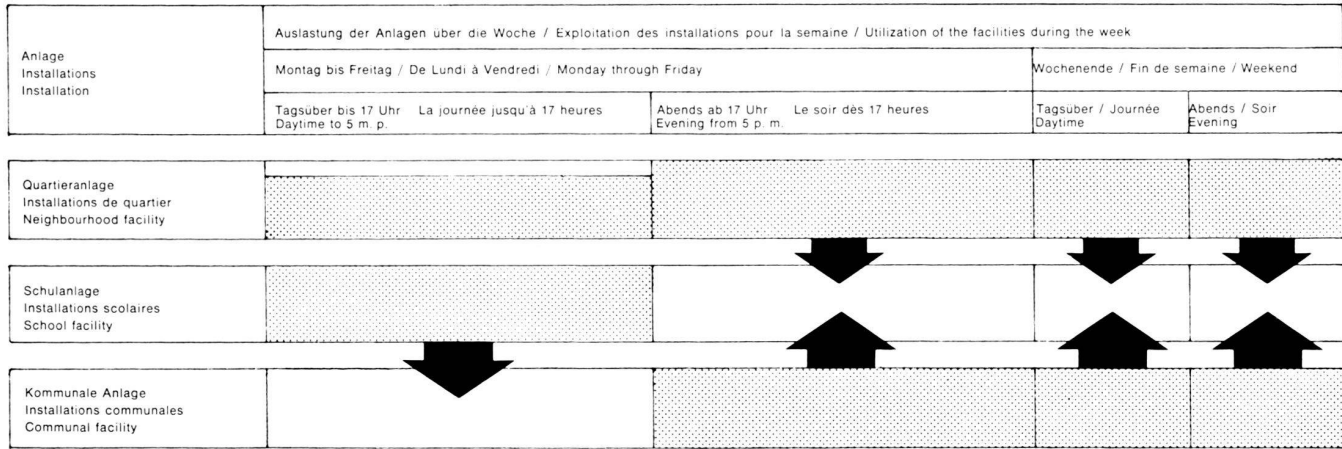 Anlage
Installations
Installation
Auslastung der Anlagen über die Woche / Exploitation des installations pour la semaine / Utilization of the facilities during the week
Montag bis Freitag / De Lundi à Vendredi / Monday through Friday
Wochenende / Fin de semaine / Weekend
Tagsüber bis 17 Uhr La journée jusqu'à 17 heures
Daytime to 5 m. p.
Abends ab 17 Uhr Le soir dès 17 heures
Evening from 5 p. m.
Tagsüber / Journée
Daytime
Abends / Soir
Evening
Quartieranlage
Installations de quartier
Neighbourhood facility
Schulanlage
Installations scolaires
School facility
Kommunale Anlage
Installations communales
Communal facility